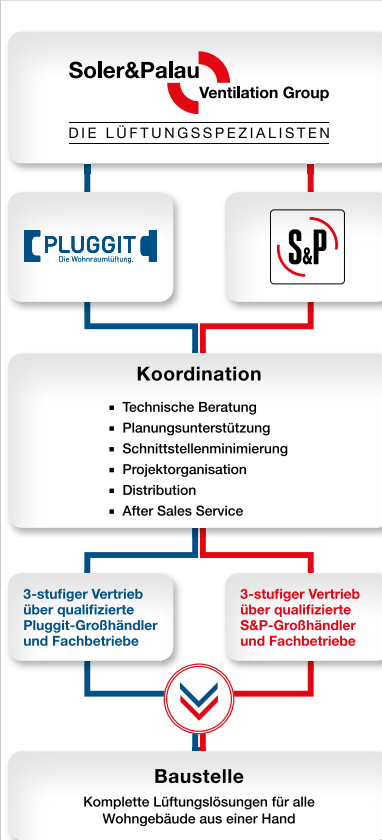 Soler&Palau
Ventilation Group
DIE LÜFTUNGSSPEZIALISTEN
PLUGGIT
Die Wohnraumlüftung.
S&P
Koordination
▪ Technische Beratung
▪ Planungsunterstützung
▪ Schnittstellenminimierung
▪ Projektorganisation
▪ Distribution
▪ After Sales Service
3-stufiger Vertrieb
über qualifizierte
Pluggit-Großhändler
und Fachbetriebe
3-stufiger Vertrieb
über qualifizierte
S&P-Großhändler
und Fachbetriebe
Baustelle
Komplette Lüftungslösungen für alle
Wohngebäude aus einer Hand